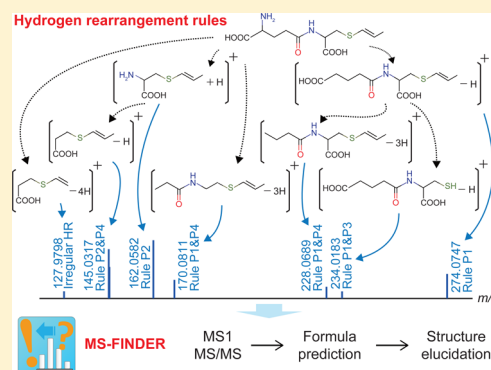 Hydrogen rearrangement rules
NH₂
HOOC
H
N
S
O
COOH
H₂N
S
+ H
COOH
+
HOOC
H
N
S
– H
O
COOH
+
S
– H
COOH
+
H
N
S
–3H
O
COOH
+
S
–4H
COOH
+
H
N
S
–3H
O
+
HOOC
H
N
SH
– H
O
COOH
+
127.9798
Irregular HR
145.0317
Rule P2&P4
162.0582
Rule P2
170.0811
Rule P1&P4
228.0689
Rule P1&P4
234.0183
Rule P1&P3
274.0747
Rule P1
m/
!
?
MS-FINDER
MS1
MS/MS
Formula
prediction
Structure
elucidation